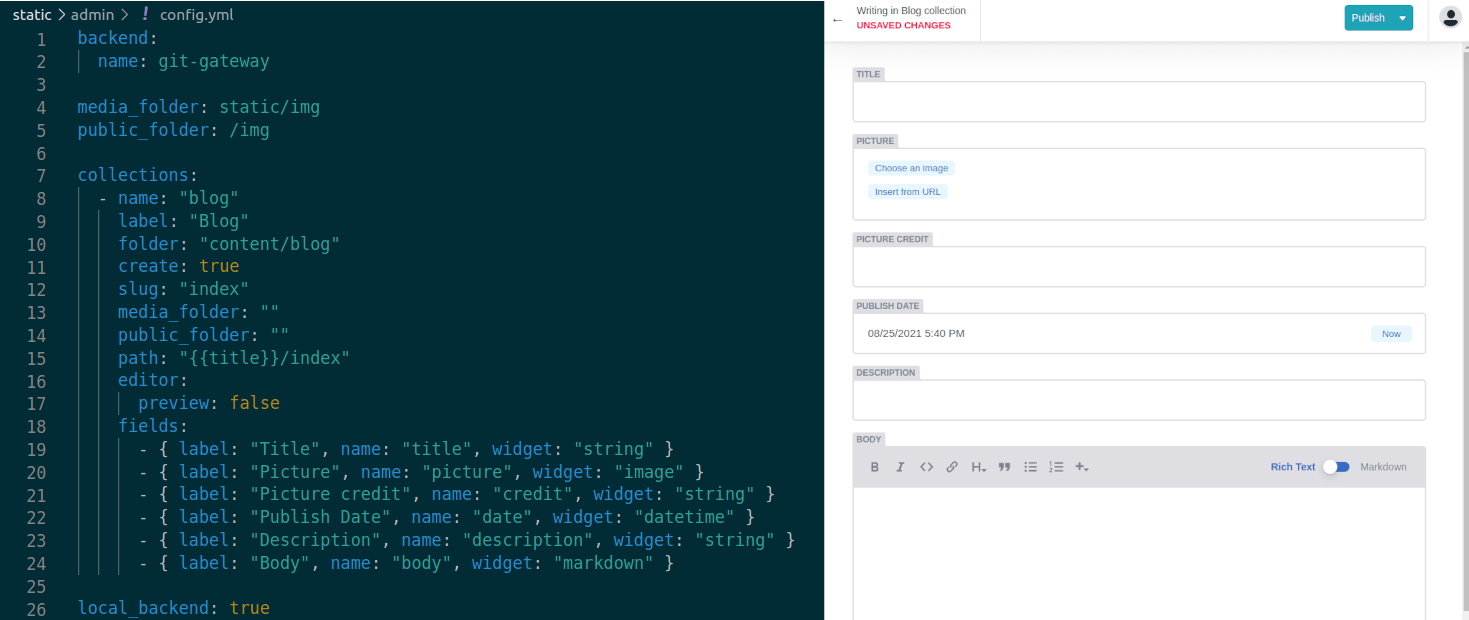 static > admin > ! config.yml
1 backend:
2 name: git-gateway
3
4 media_folder: static/img
5 public_folder: /img
6
7 collections:
8 - name: "blog"
9 label: "Blog"
10 folder: "content/blog"
11 create: true
12 slug: "index"
13 media_folder: ""
14 public_folder: ""
15 path: "{{title}}/index"
16 editor:
17 preview: false
18 fields:
19 - { label: "Title", name: "title", widget: "string" }
20 - { label: "Picture", name: "picture", widget: "image" }
21 - { label: "Picture credit", name: "credit", widget: "string" }
22 - { label: "Publish Date", name: "date", widget: "datetime" }
23 - { label: "Description", name: "description", widget: "string" }
24 - { label: "Body", name: "body", widget: "markdown" }
25
26 local_backend: true
← Writing in Blog collection
UNSAVED CHANGES
Publish
TITLE
PICTURE
Choose an image
Insert from URL
PICTURE CREDIT
PUBLISH DATE
08/25/2021 5:40 PM Now
DESCRIPTION
BODY
B I <> H Rich Text Markdown